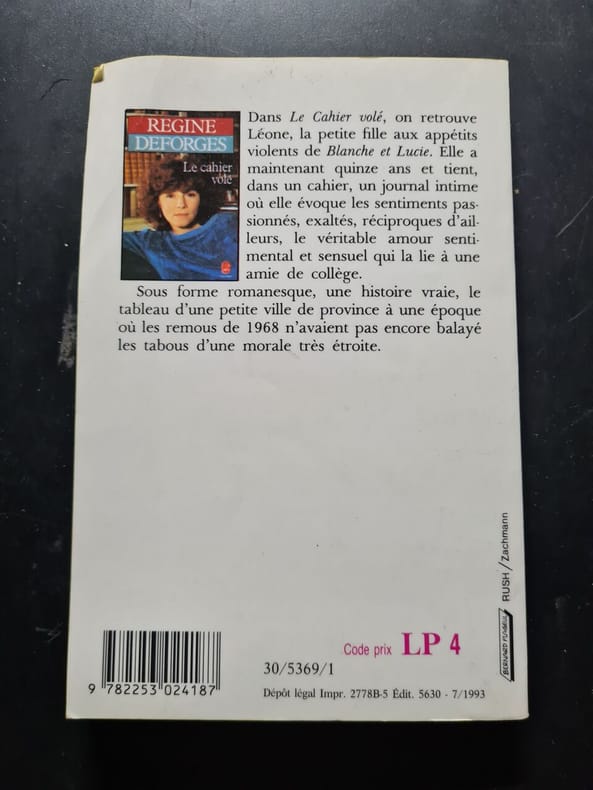 REGINE
DEFORGES
Le cahier
volé
Dans Le Cahier volé, on retrouve
Léone, la petite fille aux appétits
violents de Blanche et Lucie. Elle a
maintenant quinze ans et tient,
dans un cahier, un journal intime
où elle évoque les sentiments pas-
sionnés, exaltés, réciproques d'ail-
leurs, le véritable amour senti-
mental et sensuel qui la lie à une
amie de collège.
Sous forme romanesque, une histoire vraie, le
tableau d'une petite ville de province à une époque
où les remous de 1968 n'avaient pas encore balayé
les tabous d'une morale très étroite.
RUSH/Zachmann
BERNARD
Code prix LP 4
30/5369/1
9 782253 024187
Dépôt légal Impr. 2778B-5 Édit. 5630 - 7/1993